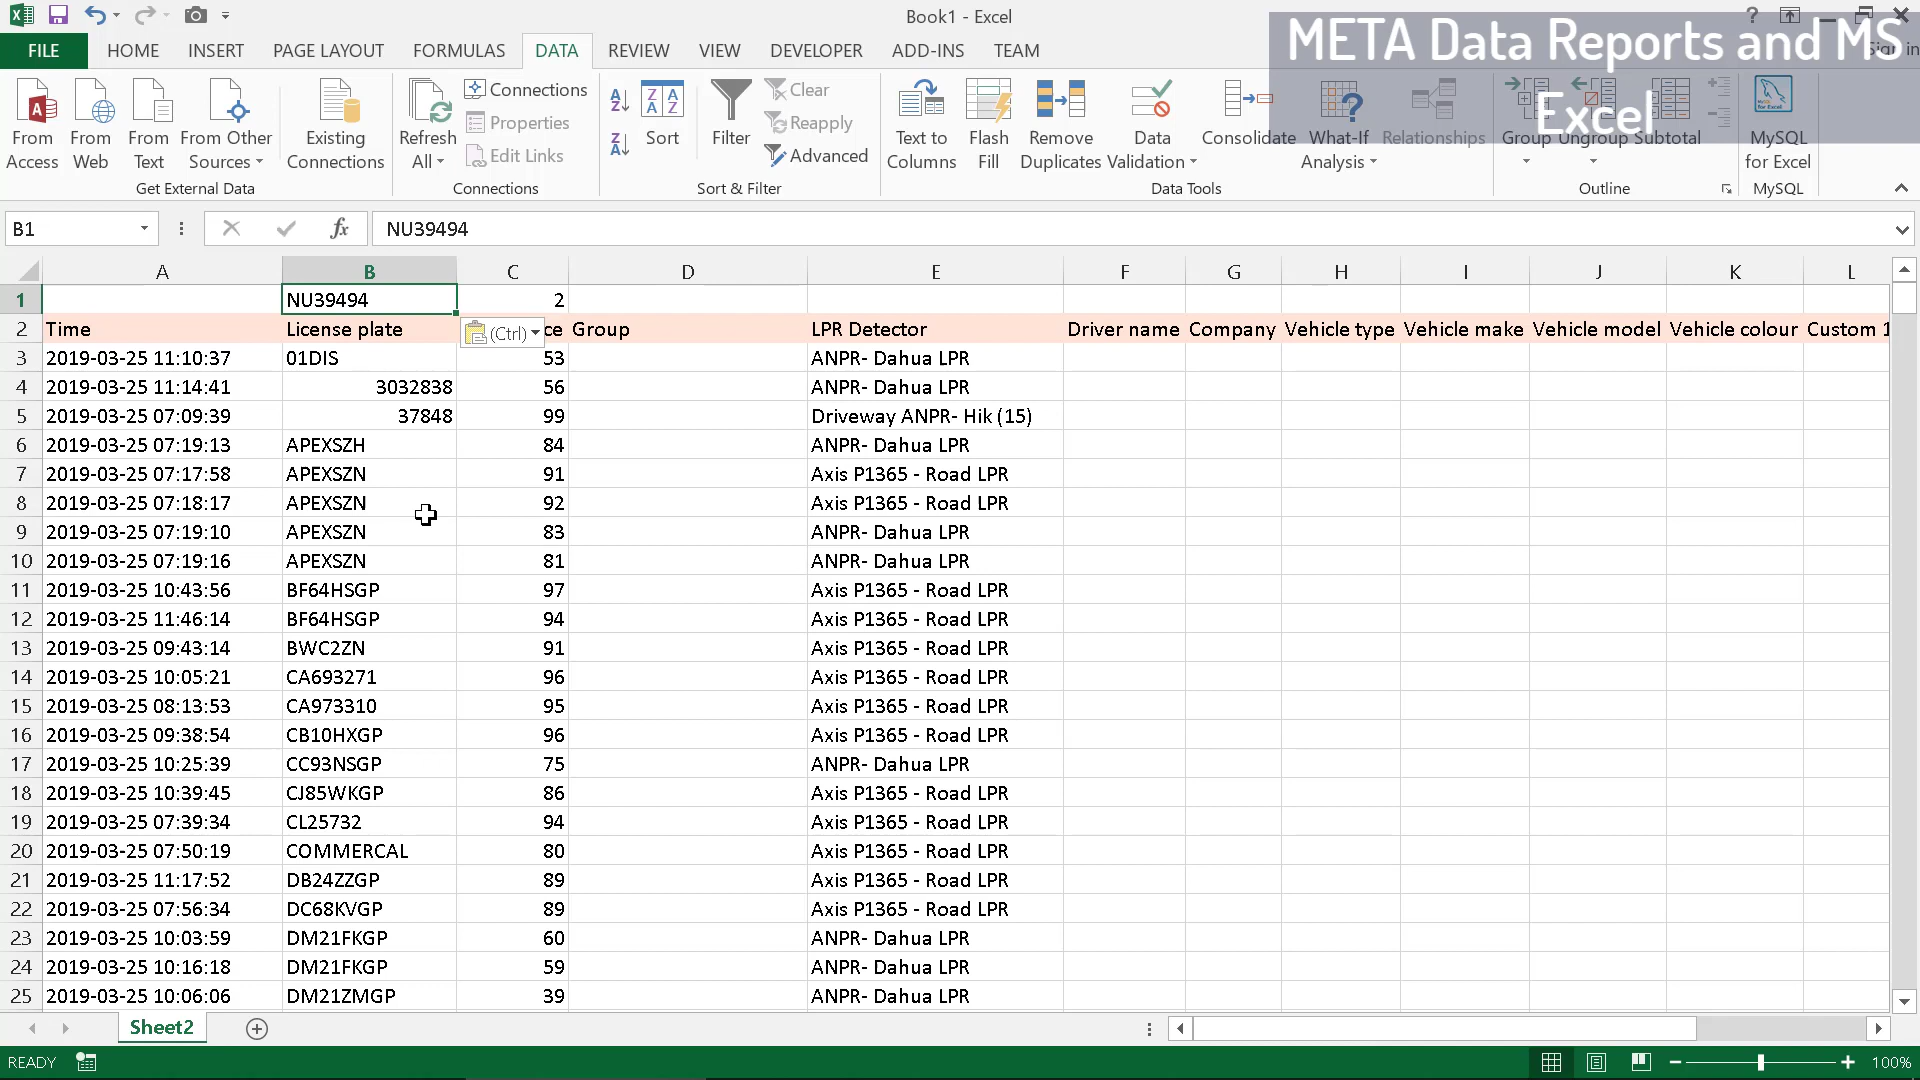 Book1 - Excel
META Data Reports and MS
Excel
FILE HOME INSERT PAGE LAYOUT FORMULAS DATA REVIEW VIEW DEVELOPER ADD-INS TEAM
Sign in
From Access
From Web
From Text
From Other Sources
Existing Connections
Refresh All
Connections
Properties
Edit Links
Sort
Filter
Clear
Reapply
Advanced
Text to Columns
Flash Fill
Remove Duplicates
Data Validation
Consolidate
What-If Analysis
Relationships
Group
Ungroup
Subtotal
MySQL for Excel
Get External Data
Connections
Sort & Filter
Data Tools
Outline
MySQL
B1 fx NU39494
A B C D E F G H I J K L
1 NU39494 2
2 Time License plate (Ctrl) ce Group LPR Detector Driver name Company Vehicle type Vehicle make Vehicle model Vehicle colour Custom 1
3 2019-03-25 11:10:37 01DIS 53 ANPR- Dahua LPR
4 2019-03-25 11:14:41 3032838 56 ANPR- Dahua LPR
5 2019-03-25 07:09:39 37848 99 Driveway ANPR- Hik (15)
6 2019-03-25 07:19:13 APEXSZH 84 ANPR- Dahua LPR
7 2019-03-25 07:17:58 APEXSZN 91 Axis P1365 - Road LPR
8 2019-03-25 07:18:17 APEXSZN 92 Axis P1365 - Road LPR
9 2019-03-25 07:19:10 APEXSZN 83 ANPR- Dahua LPR
10 2019-03-25 07:19:16 APEXSZN 81 ANPR- Dahua LPR
11 2019-03-25 10:43:56 BF64HSGP 97 Axis P1365 - Road LPR
12 2019-03-25 11:46:14 BF64HSGP 94 Axis P1365 - Road LPR
13 2019-03-25 09:43:14 BWC2ZN 91 Axis P1365 - Road LPR
14 2019-03-25 10:05:21 CA693271 96 Axis P1365 - Road LPR
15 2019-03-25 08:13:53 CA973310 95 Axis P1365 - Road LPR
16 2019-03-25 09:38:54 CB10HXGP 96 Axis P1365 - Road LPR
17 2019-03-25 10:25:39 CC93NSGP 75 ANPR- Dahua LPR
18 2019-03-25 10:39:45 CJ85WKGP 86 Axis P1365 - Road LPR
19 2019-03-25 07:39:34 CL25732 94 Axis P1365 - Road LPR
20 2019-03-25 07:50:19 COMMERCAL 80 Axis P1365 - Road LPR
21 2019-03-25 11:17:52 DB24ZZGP 89 Axis P1365 - Road LPR
22 2019-03-25 07:56:34 DC68KVGP 89 Axis P1365 - Road LPR
23 2019-03-25 10:03:59 DM21FKGP 60 ANPR- Dahua LPR
24 2019-03-25 10:16:18 DM21FKGP 59 ANPR- Dahua LPR
25 2019-03-25 10:06:06 DM21ZMGP 39 ANPR- Dahua LPR
Sheet2
READY 100%